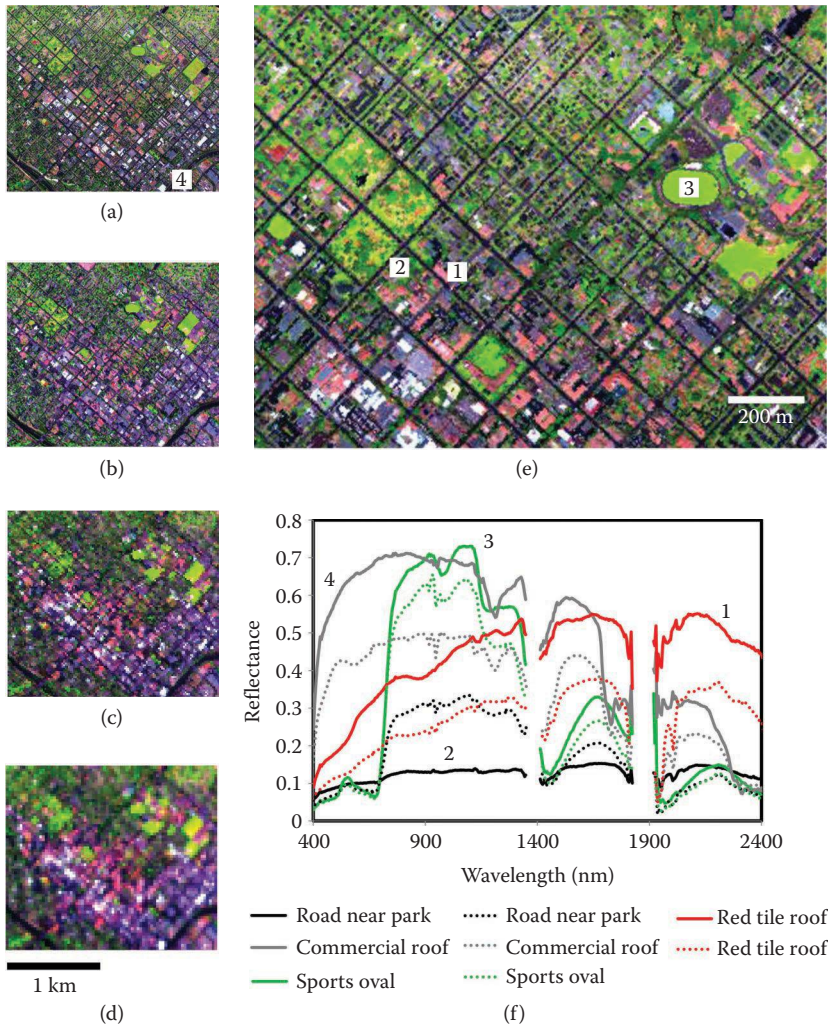 4
(a)
(b)
(c)
1 km
(d)
3
2
1
200 m
(e)
0.8
0.7
0.6
0.5
0.4
0.3
0.2
0.1
0
Reflectance
3
4
1
2
400
900
1400
1900
2400
Wavelength (nm)
Road near park
Road near park
Red tile roof
Commercial roof
Commercial roof
Red tile roof
Sports oval
Sports oval
(f)